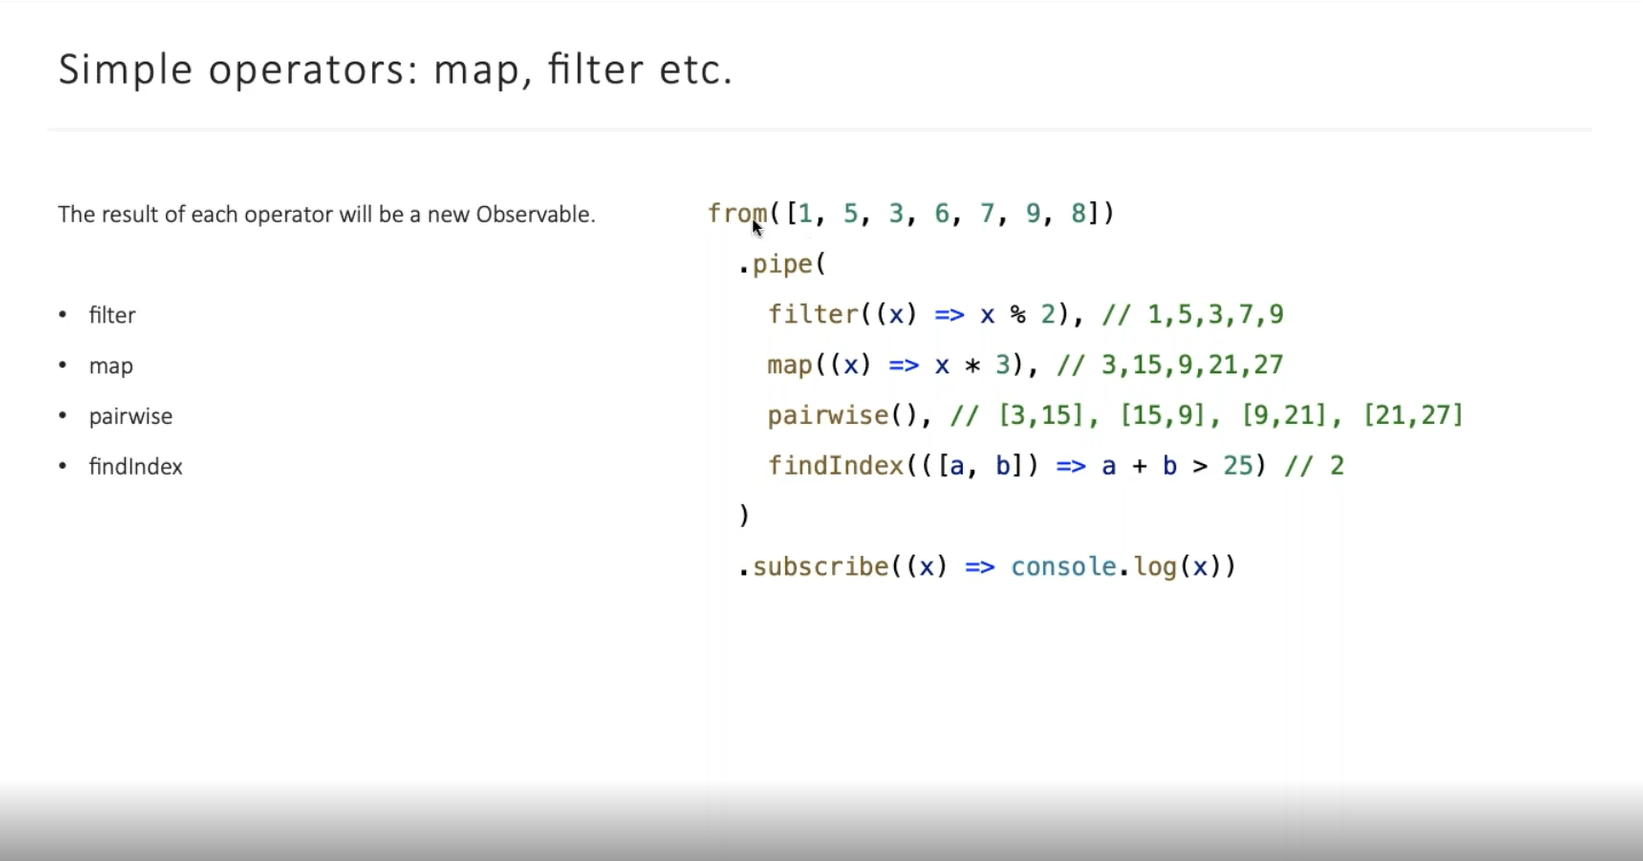 Simple operators: map, filter etc.
The result of each operator will be a new Observable.
• filter
• map
• pairwise
• findIndex
from([1, 5, 3, 6, 7, 9, 8])
.pipe(
filter((x) => x % 2), // 1,5,3,7,9
map((x) => x * 3), // 3,15,9,21,27
pairwise(), // [3,15], [15,9], [9,21], [21,27]
findIndex(([a, b]) => a + b > 25) // 2
)
.subscribe((x) => console.log(x))